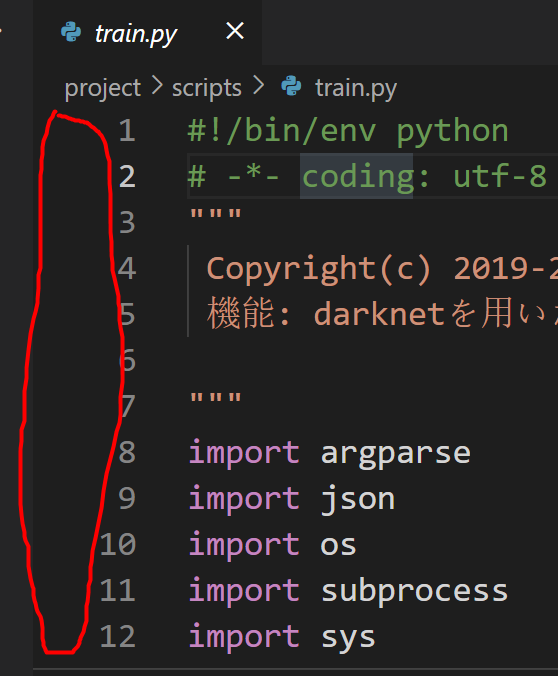 train.py
project > scripts > train.py
1 #!/bin/env python
2 # -*- coding: utf-8
3 """
4 Copyright(c) 2019-2
5 機能: darknetを用い
6
7 """
8 import argparse
9 import json
10 import os
11 import subprocess
12 import sys